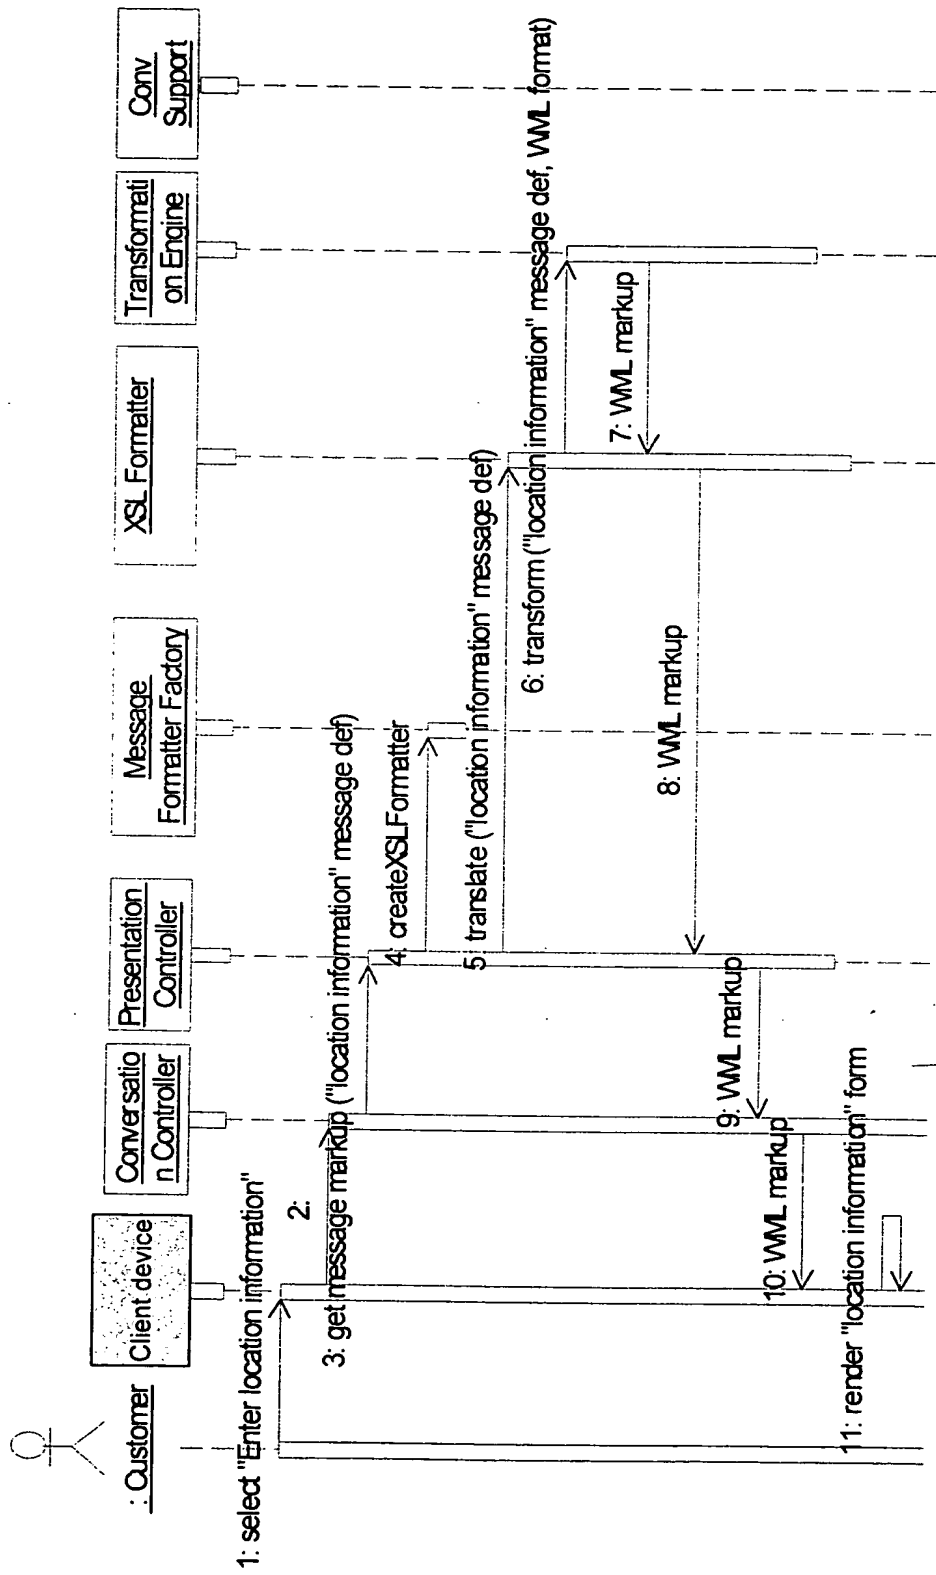 : Customer
Client device
Conversatio
n Controller
Presentation
Controller
Message
Formatter Factory
XSL Formatter
Transformati
on Engine
Conv
Support
1: select "Enter location information"
2:
3: get message markup ("location information" message def)
4: createXSLFormatter
5: translate ("location information" message def)
6: transform ("location information" message def, WML format)
7: WML markup
8: WML markup
9: WML markup
10: WML markup
11: render "location information" form